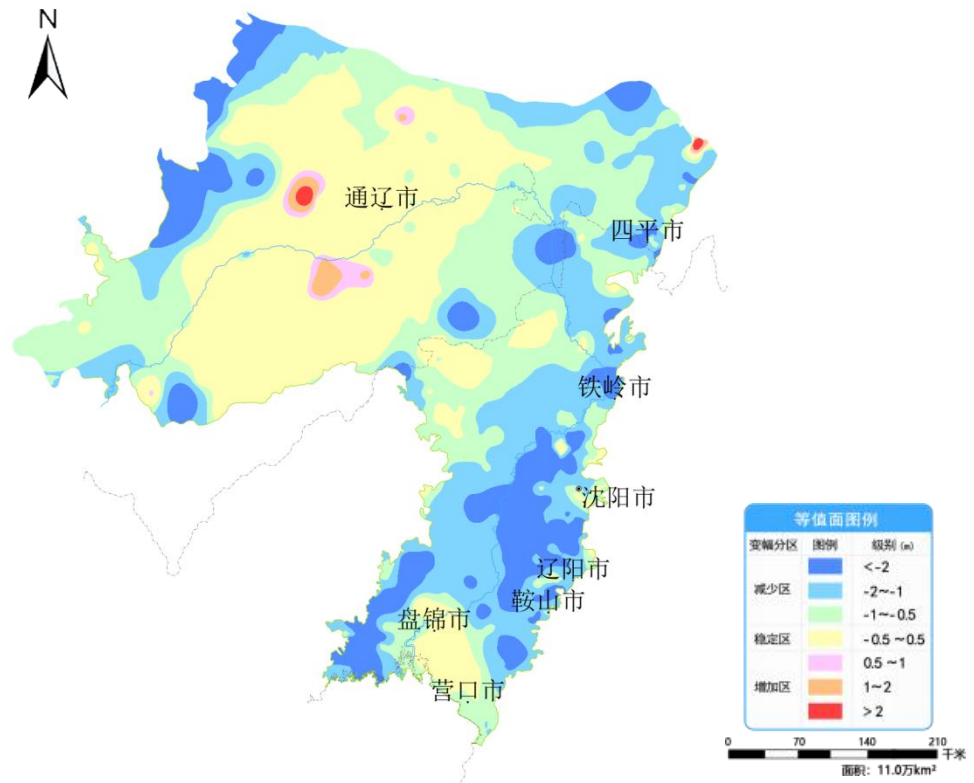 N
通辽市
四平市
铁岭市
沈阳市
辽阳市
鞍山市
盘锦市
营口市
等值面图例
变幅分区 图例 级别 (m)
减少区
<-2
-2~-1
-1~-0.5
稳定区 -0.5~0.5
增加区
0.5~1
1~2
>2
0 70 140 210 千米
面积: 11.0万km²